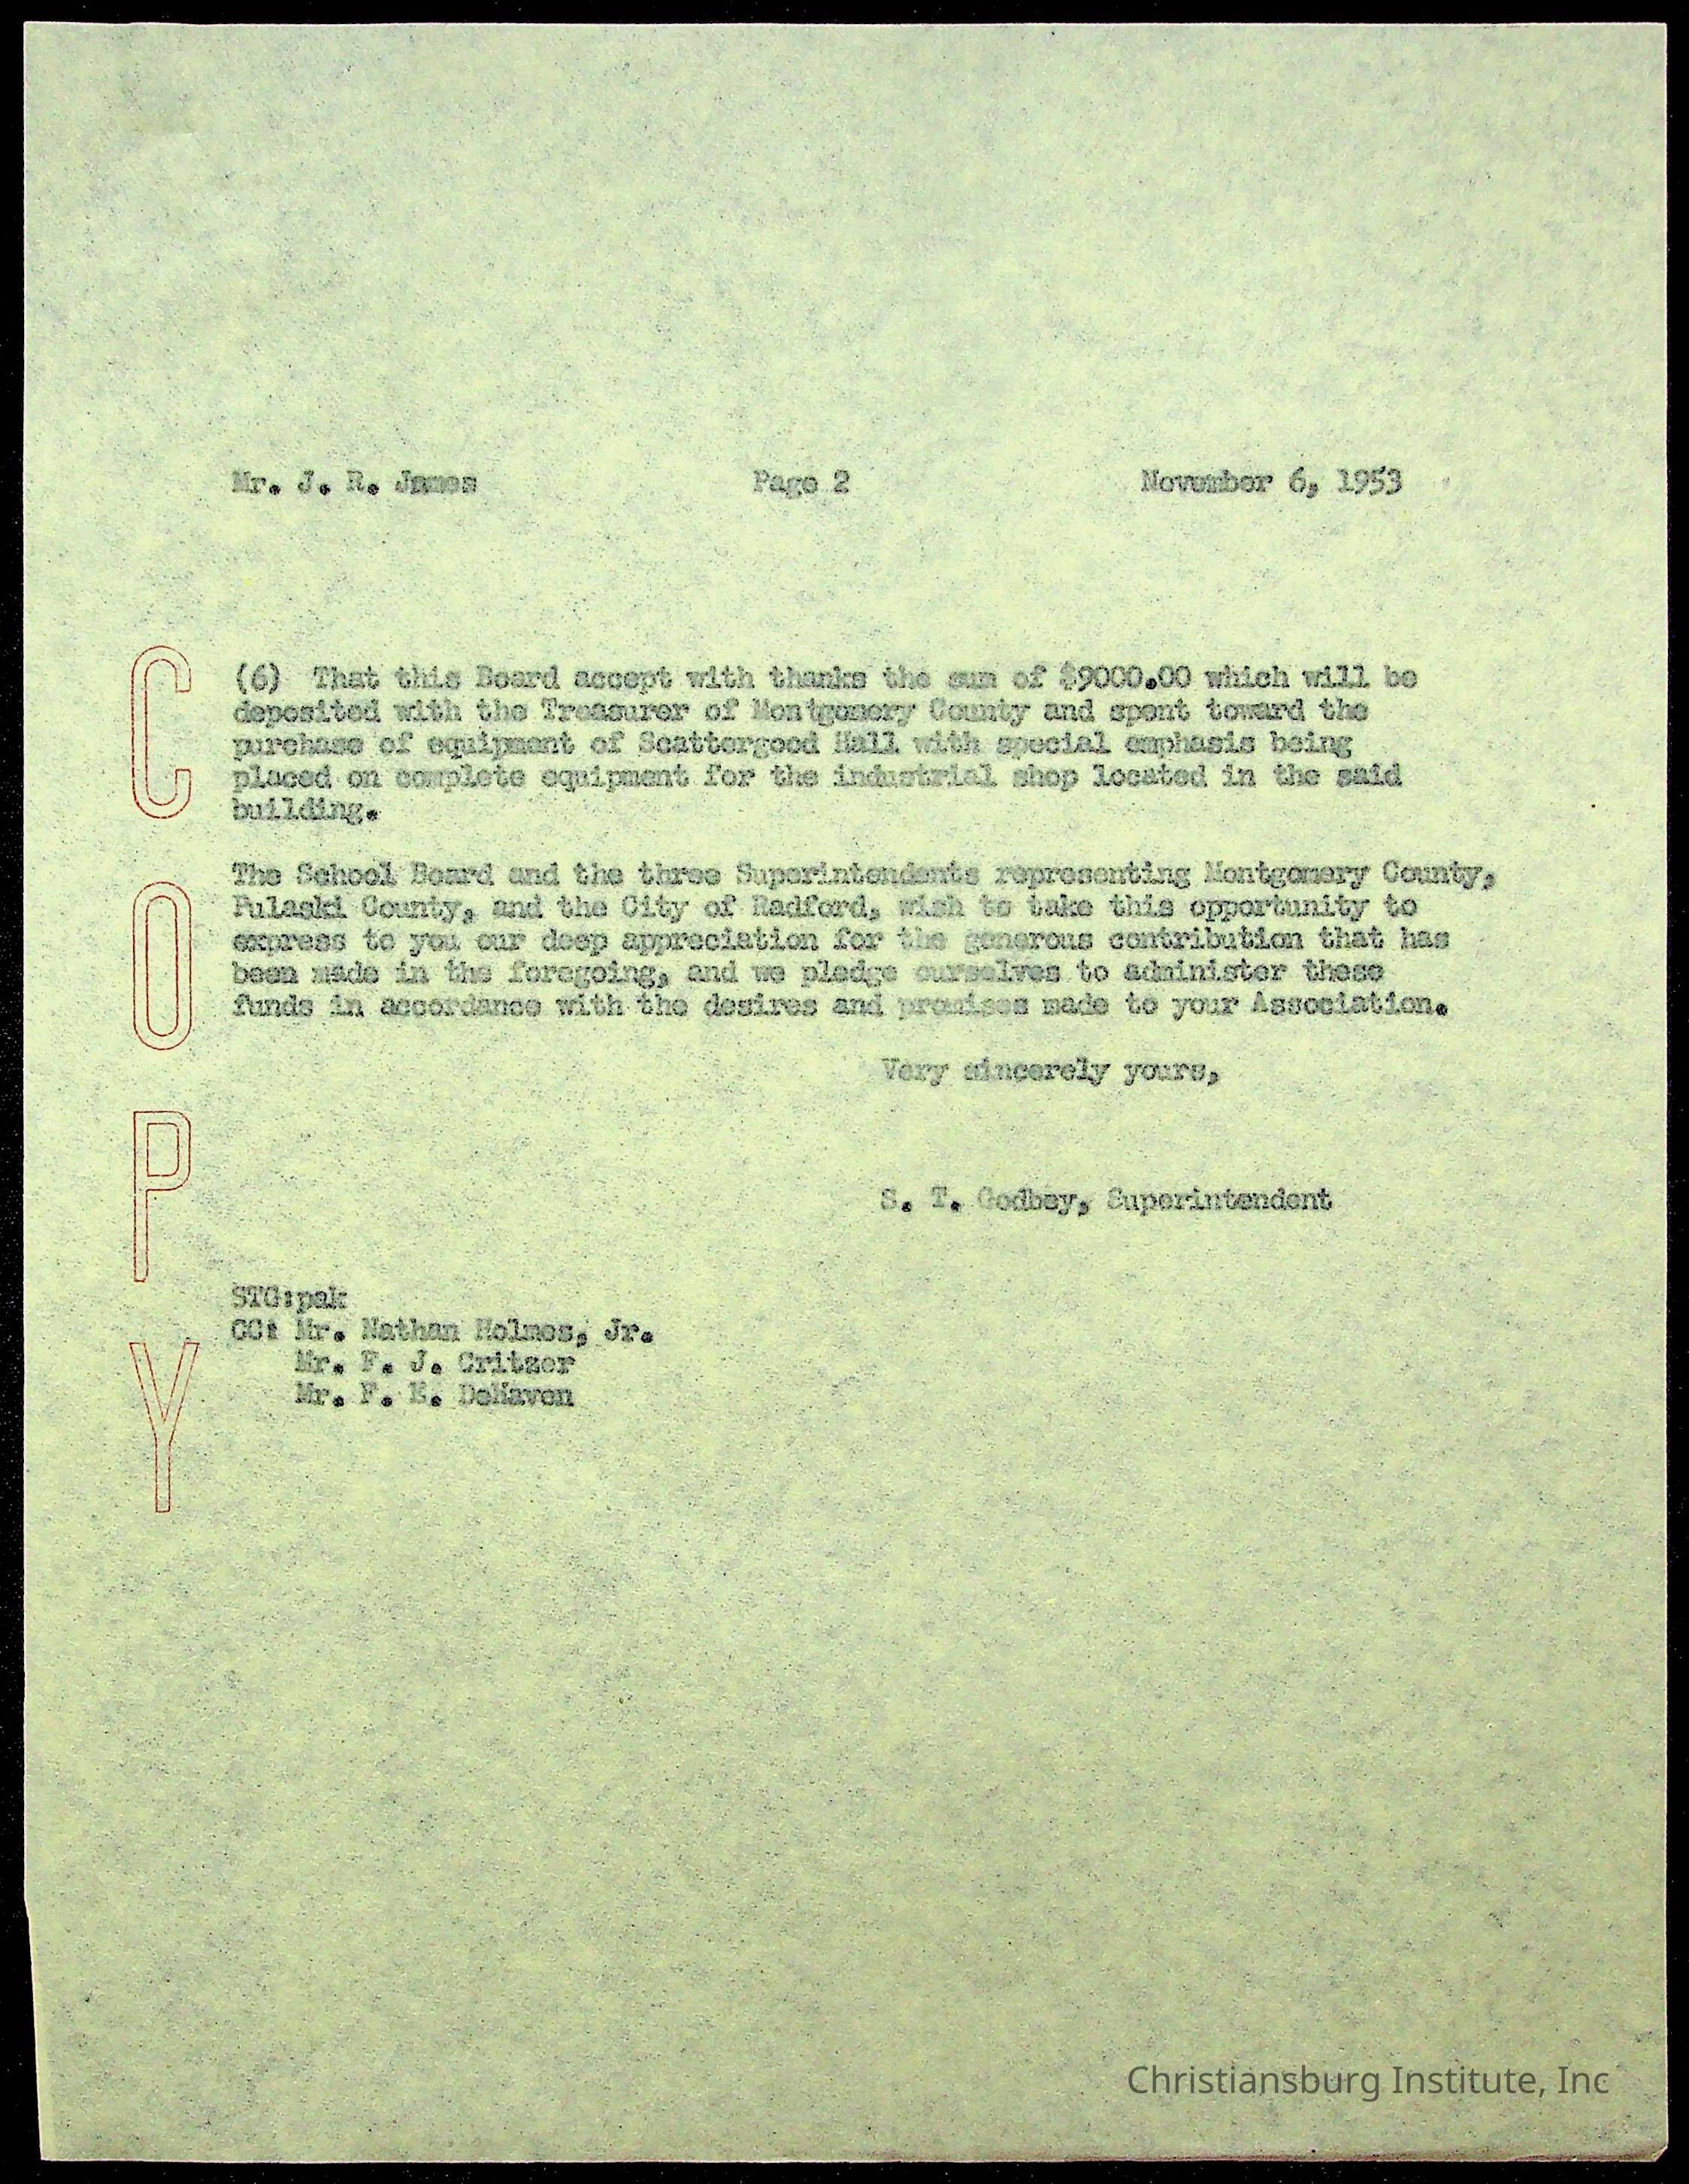 Mr. J. R. James Page 2 November 6, 1953
(6) That this Board accept with thanks the sum of $9000.00 which will be
deposited with the Treasurer of Montgomery County and spent toward the
purchase of equipment of Scattergood Hall with special emphasis being
placed on complete equipment for the industrial shop located in the said
building.
The School Board and the three Superintendents representing Montgomery County,
Pulaski County, and the City of Radford, wish to take this opportunity to
express to you our deep appreciation for the generous contribution that has
been made in the foregoing, and we pledge ourselves to administer these
funds in accordance with the desires and promises made to your Association.
Very sincerely yours,
S. T. Godbey, Superintendent
STG:pak
CC: Mr. Nathan Holmes, Jr.
Mr. F. J. Critzer
Mr. F. E. DeHaven
COPY
Christiansburg Institute, Inc